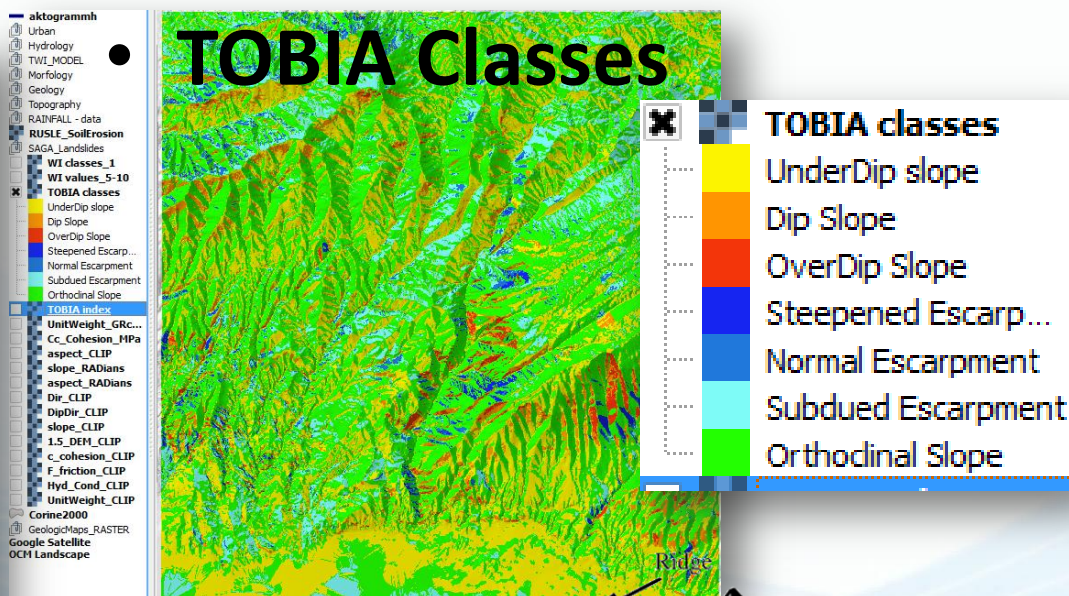 • TOBIA Classes
aktogrammh
Urban
Hydrology
TWI_MODEL
Morfology
Geology
Topography
RAINFALL - data
RUSLE_SoilErosion
SAGA_Landslides
WI classes_1
WI values_5-10
TOBIA classes
UnderDip slope
Dip Slope
OverDip Slope
Steepened Escarp...
Normal Escarpment
Subdued Escarpment
Orthoclinal Slope
TOBIA index
UnitWeight_GRc...
Cc_Cohesion_MPa
aspect_CLIP
slope_RADians
aspect_RADians
Dir_CLIP
DipDir_CLIP
slope_CLIP
1.5_DEM_CLIP
c_cohesion_CLIP
F_friction_CLIP
Hyd_Cond_CLIP
UnitWeight_CLIP
Corine2000
GeologicMaps_RASTER
Google Satellite
OCM Landscape
TOBIA classes
UnderDip slope
Dip Slope
OverDip Slope
Steepened Escarp...
Normal Escarpment
Subdued Escarpment
Orthoclinal Slope
Ridge